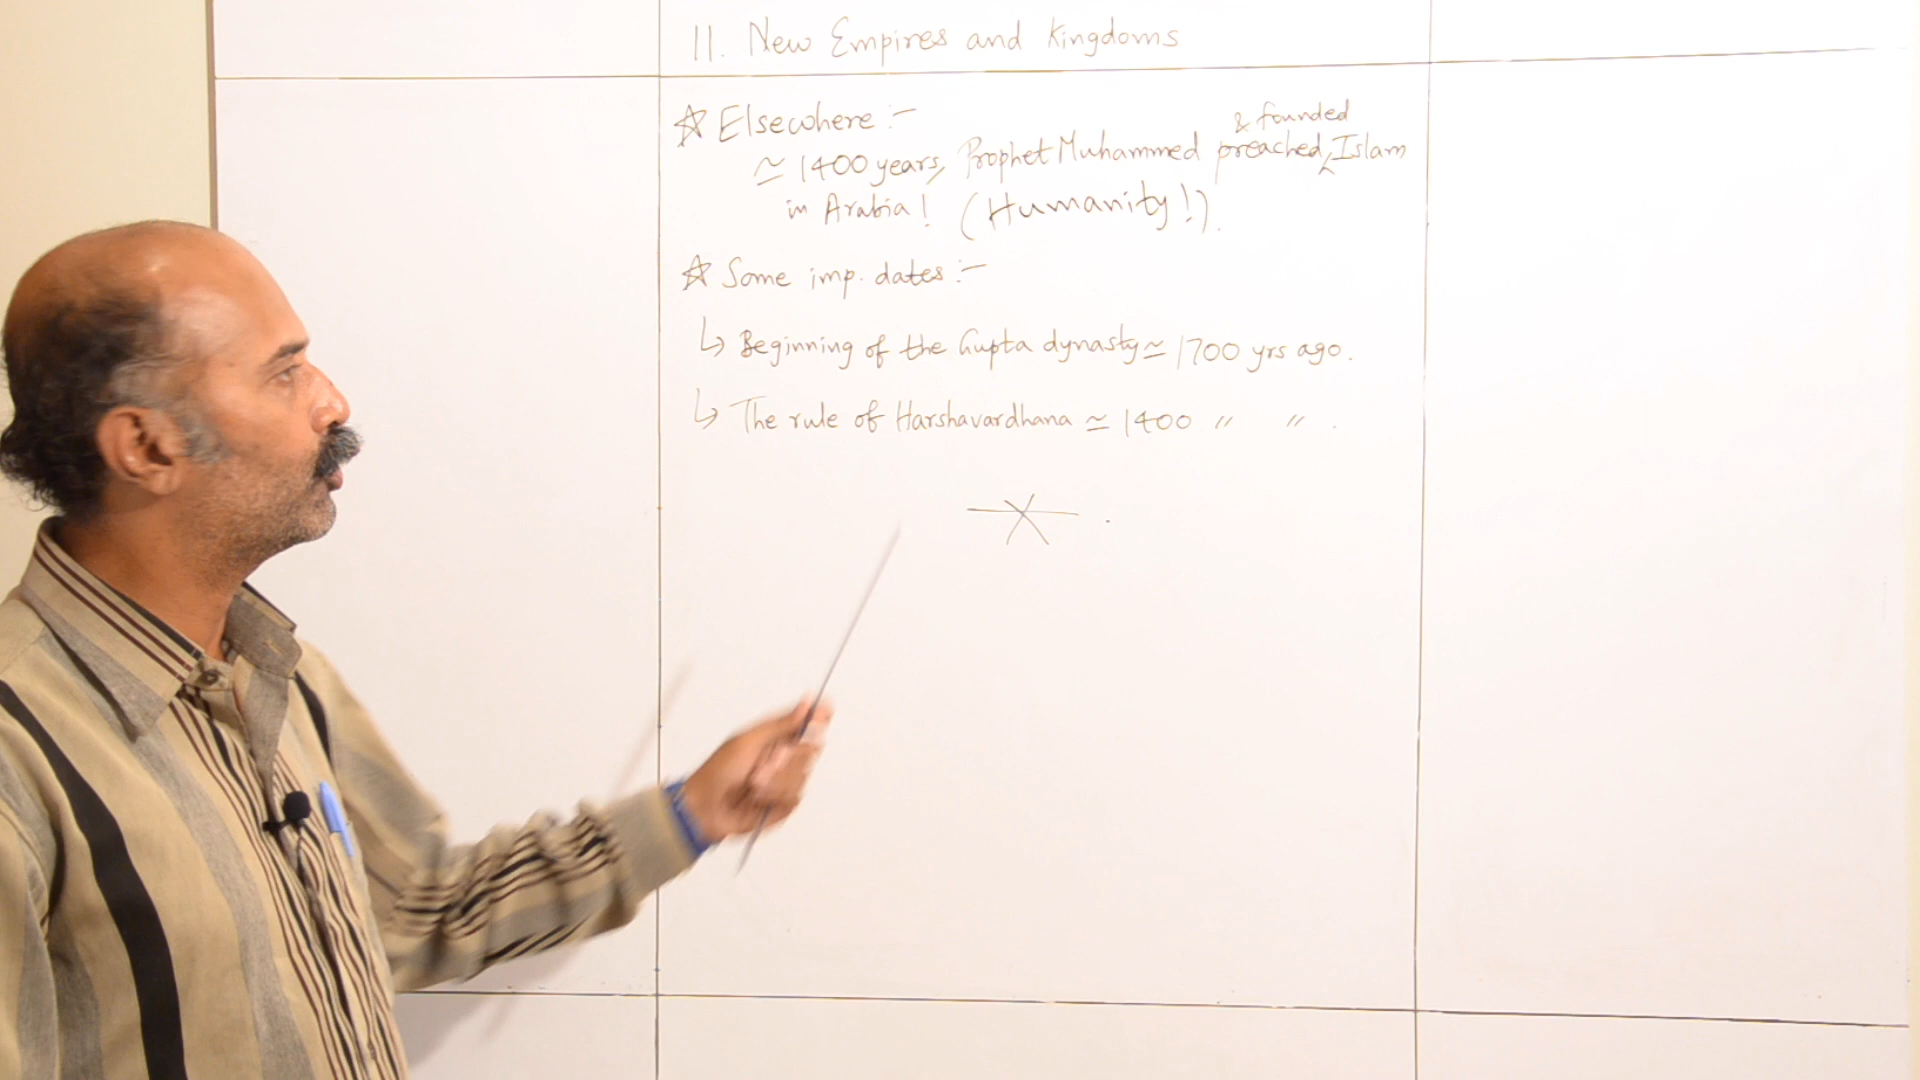 11. New Empires and Kingdoms
☆ Elsewhere :-
& founded
≃ 1400 years, Prophet Muhammed preached, Islam
in Arabia! (Humanity!).
☆ Some imp. dates :-
↳ Beginning of the Gupta dynasty ≃ 1700 yrs ago.
↳ The rule of Harshavardhana ≃ 1400 " " .